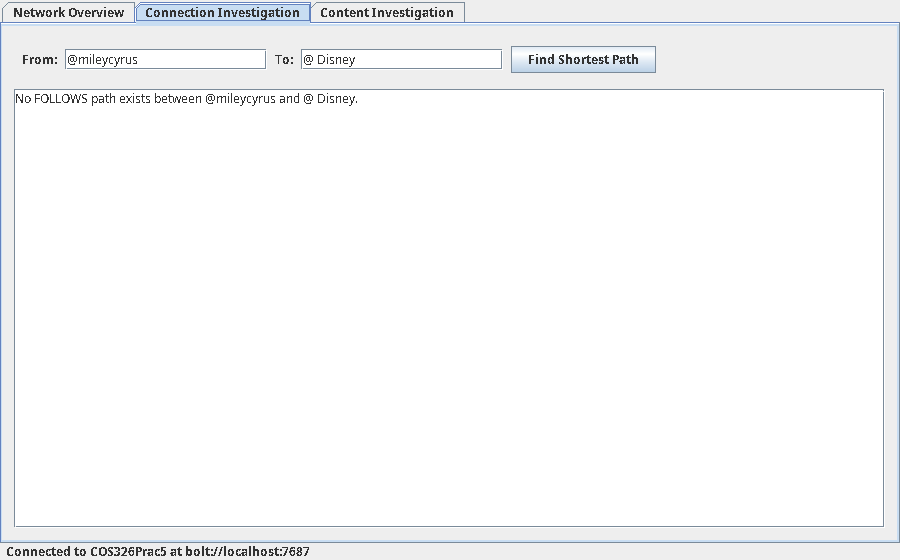 Network Overview Connection Investigation Content Investigation
From: @mileycyrus To: @ Disney Find Shortest Path
No FOLLOWS path exists between @mileycyrus and @ Disney.
Connected to COS326Prac5 at bolt://localhost:7687